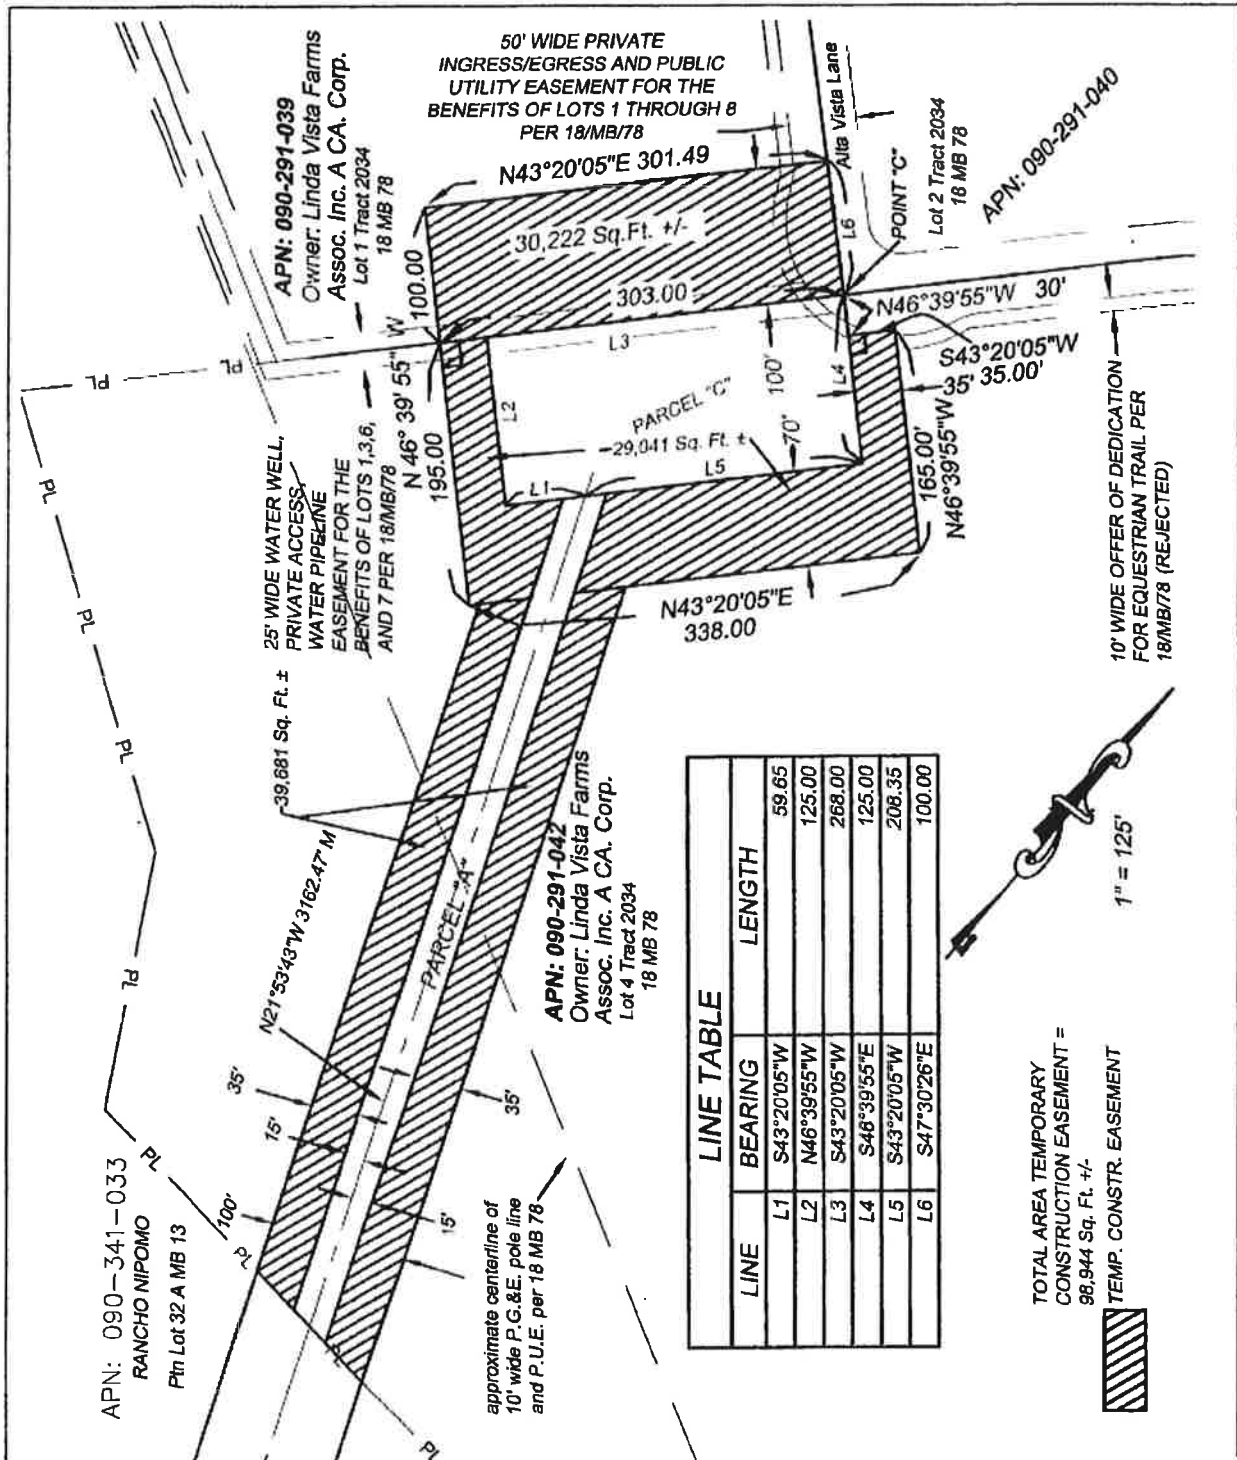 50' WIDE PRIVATE
INGRESS/EGRESS AND PUBLIC
UTILITY EASEMENT FOR THE
BENEFITS OF LOTS 1 THROUGH 8
PER 18/MB/78
APN: 090-291-039
Owner: Linda Vista Farms
Assoc. Inc. A CA. Corp.
Lot 1 Tract 2034
18 MB 78
N43°20'05"E 301.49
Alta Vista Lane
POINT "C"
Lot 2 Tract 2034
18 MB 78
APN: 090-291-040
30,222 Sq.Ft. +/-
100.00
303.00
L6
N46°39'55"W 30'
S43°20'05"W
35' 35.00'
L3
L4
100'
L2
PARCEL "C"
29,041 Sq. Ft. ±
70'
L1
L5
165.00'
N46°39'55"W
N 46° 39' 55" W
195.00
PL
PL
PL
PL
PL
PL
PL
PL
PL
PL
PL
25' WIDE WATER WELL,
PRIVATE ACCESS,
WATER PIPELINE
EASEMENT FOR THE
BENEFITS OF LOTS 1,3,6,
AND 7 PER 18/MB/78
N43°20'05"E
338.00
10' WIDE OFFER OF DEDICATION
FOR EQUESTRIAN TRAIL PER
18/MB/78 (REJECTED)
39,681 Sq. Ft. ±
N21°53'43"W 3162.47' M
PARCEL "A"
APN: 090-291-042
Owner: Linda Vista Farms
Assoc. Inc. A CA. Corp.
Lot 4 Tract 2034
18 MB 78
35'
15'
100'
35'
15'
APN: 090-341-033
RANCHO NIPOMO
Ptn Lot 32 A MB 13
approximate centerline of
10' wide P.G.&E. pole line
and P.U.E. per 18 MB 78
LINE TABLE
LINE BEARING LENGTH
L1 S43°20'05"W 59.65
L2 N46°39'55"W 125.00
L3 S43°20'05"W 268.00
L4 S46°39'55"E 125.00
L5 S43°20'05"W 208.35
L6 S47°30'26"E 100.00
1" = 125'
TOTAL AREA TEMPORARY
CONSTRUCTION EASEMENT =
98,944 Sq. Ft. +/-
TEMP. CONSTR. EASEMENT